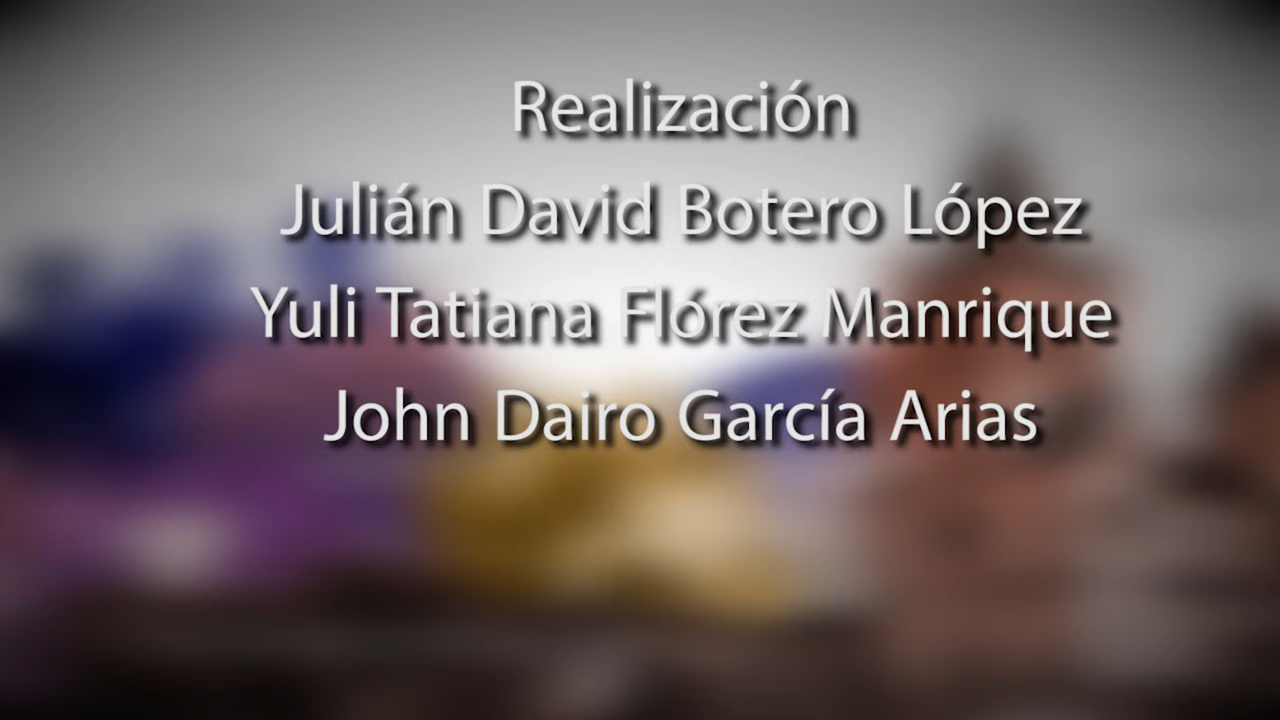 Realización
Julián David Botero López
Yuli Tatiana Flórez Manrique
John Dairo García Arias